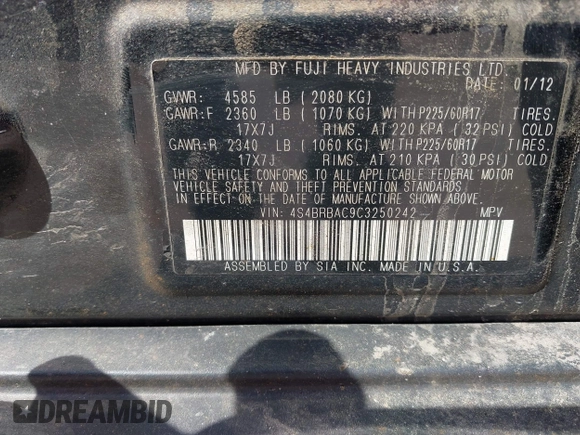 MFD BY FUJI HEAVY INDUSTRIES LTD.
DATE: 01/12
GVWR: 4585 LB ( 2080 KG)
GAWR:F 2360 LB ( 1070 KG) WITH P225/60R17 TIRES.
17X7J RIMS. AT 220 KPA ( 32 PSI) COLD
GAWR:R 2340 LB ( 1060 KG) WITH P225/60R17 TIRES.
17X7J RIMS. AT 210 KPA ( 30 PSI) COLD
THIS VEHICLE CONFORMS TO ALL APPLICABLE FEDERAL MOTOR
VEHICLE SAFETY AND THEFT PREVENTION STANDARDS
IN EFFECT ON THE DATE OF MANUFACTURE SHOWN ABOVE.
VIN: 4S4BRBAC9C3250242 MPV
ASSEMBLED BY SIA INC. MADE IN U.S.A.
DREAMBID